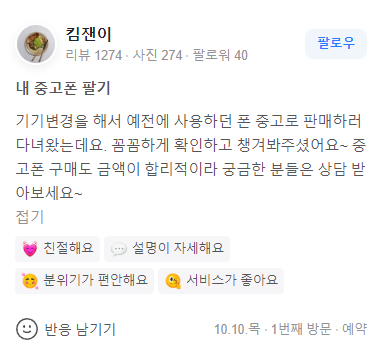 킴잰이
리뷰 1274 · 사진 274 · 팔로워 40
팔로우
내 중고폰 팔기
기기변경을 해서 예전에 사용하던 폰 중고로 판매하러
다녀왔는데요. 꼼꼼하게 확인하고 챙겨봐주셨어요~ 중
고폰 구매도 금액이 합리적이라 궁금한 분들은 상담 받
아보세요~
접기
친절해요
설명이 자세해요
분위기가 편안해요
서비스가 좋아요
반응 남기기
10.10.목 · 1번째 방문 · 예약